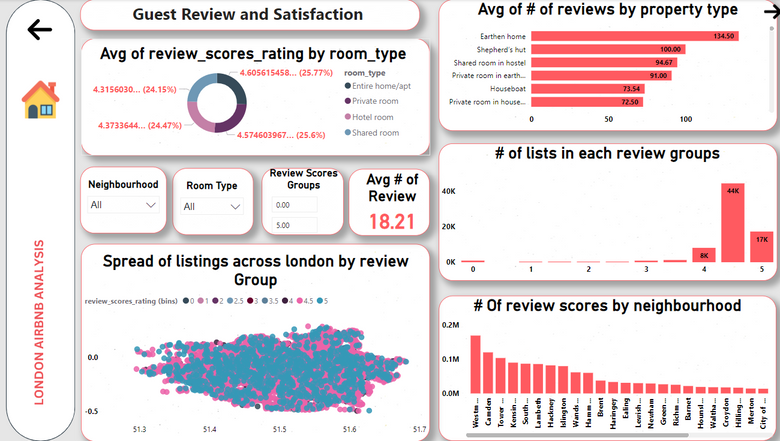 Guest Review and Satisfaction
LONDON AIRBNB ANALYSIS
Avg of review_scores_rating by room_type
4.605615458... (25.77%)
4.3156030... (24.15%)
4.3733644... (24.47%)
4.574603967... (25.6%)
room_type
Entire home/apt
Private room
Hotel room
Shared room
Neighbourhood
All
Room Type
All
Review Scores
Groups
0.00
5.00
Avg # of
Review
18.21
Spread of listings across london by review
Group
review_scores_rating (bins) 0 1 2 2.5 3 3.5 4 4.5 5
0.0
-0.5
51.3 51.4 51.5 51.6 51.7
Avg of # of reviews by property type
Earthen home 134.50
Shepherd's hut 100.00
Shared room in hostel 94.67
Private room in earth... 91.00
Houseboat 73.54
Private room in house... 72.50
0 50 100
# of lists in each review groups
40K
20K
0K
44K
17K
8K
0 1 2 3 4 5
# Of review scores by neighbourhood
0.2M
0.1M
0.0M
Westm...
Camden
Tower ...
Kensin...
South...
Lambeth
Hackney
Islington
Wands...
Hamm...
Brent
Haringey
Ealing
Lewish...
Newham
Green...
Richm...
Barnet
Hounsl...
Waltha...
Croydon
Hilling...
Merton
City of ...